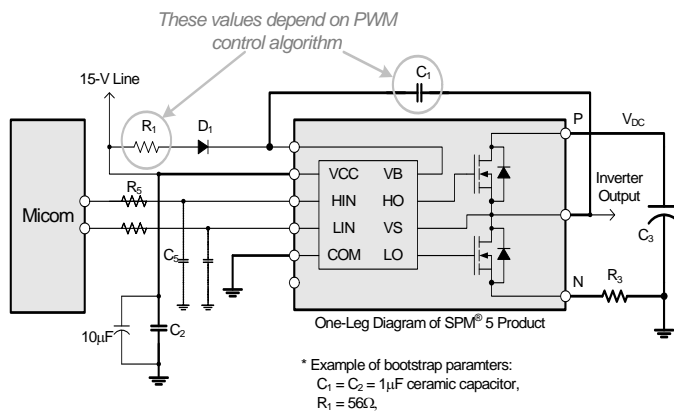 These values depend on PWM
control algorithm
15-V Line
C1
R1
D1
P
VDC
VCC
VB
R5
HIN
HO
Inverter
Output
Micom
LIN
VS
C3
C5
COM
LO
R3
N
10μF
C2
One-Leg Diagram of SPM® 5 Product
* Example of bootstrap paramters:
C1 = C2 = 1μF ceramic capacitor,
R1 = 56Ω,